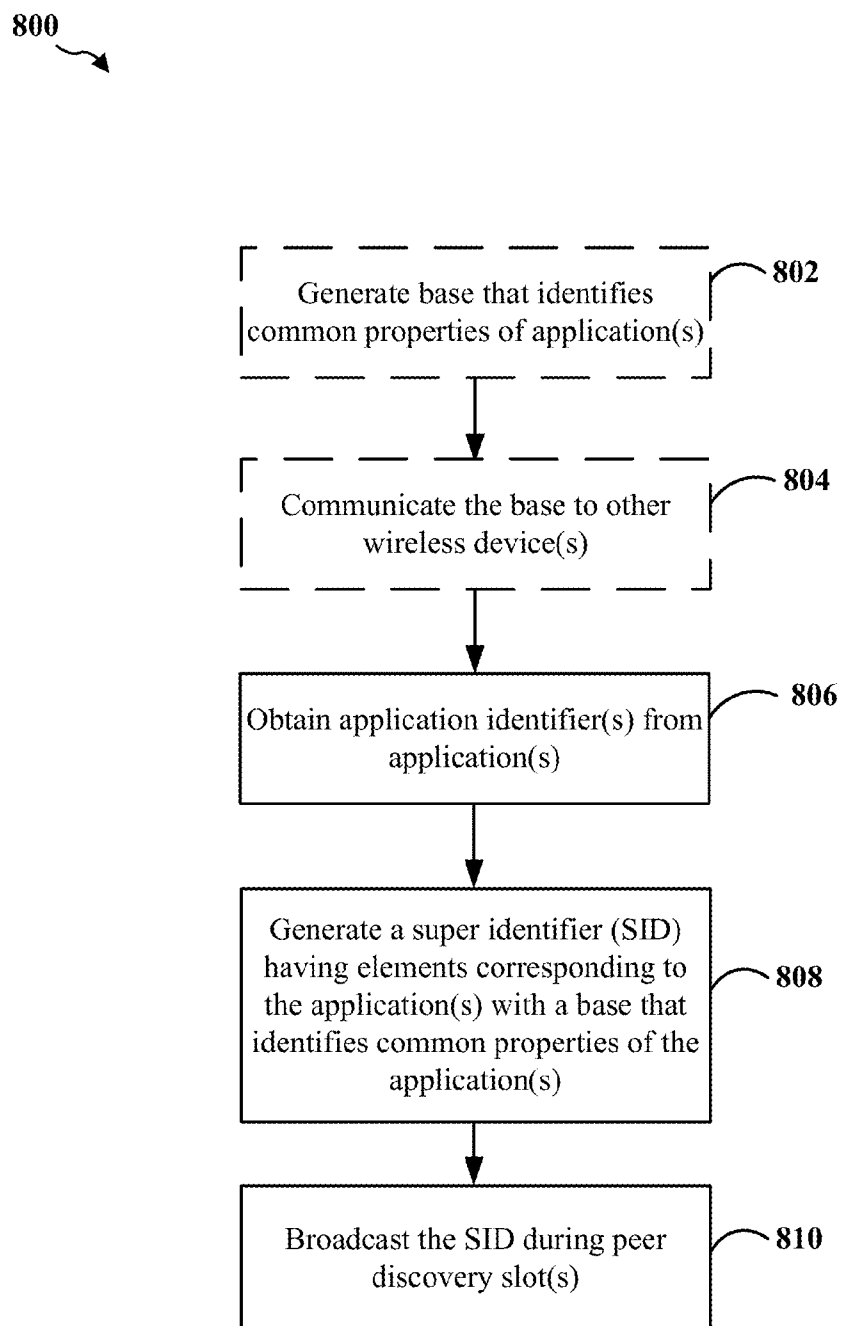 800
Generate base that identifies
common properties of application(s)
802
Communicate the base to other
wireless device(s)
804
Obtain application identifier(s) from
application(s)
806
Generate a super identifier (SID)
having elements corresponding to
the application(s) with a base that
identifies common properties of the
application(s)
808
Broadcast the SID during peer
discovery slot(s)
810